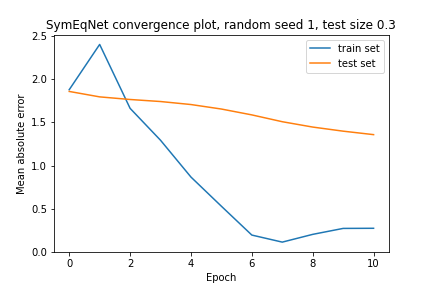 SymEqNet convergence plot, random seed 1, test size 0.3
train set
test set
Mean absolute error
2.5
2.0
1.5
1.0
0.5
0.0
0 2 4 6 8 10
Epoch